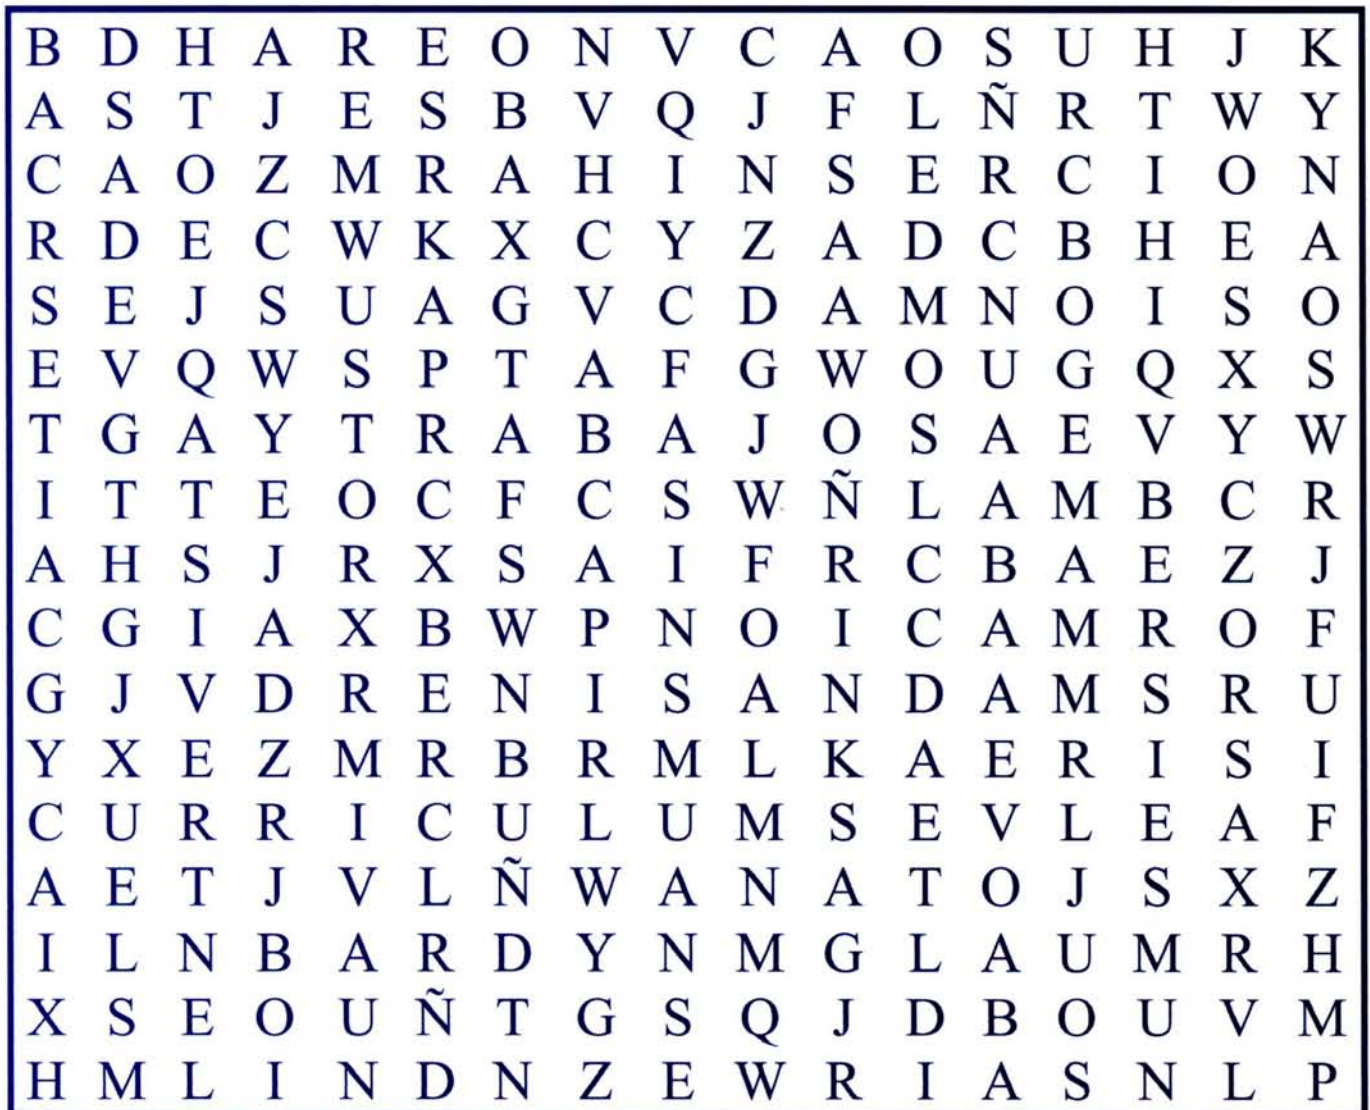 B D H A R E O N V C A O S U H J K
A S T J E S B V Q J F L Ñ R T W Y
C A O Z M R A H I N S E R C I O N
R D E C W K X C Y Z A D C B H E A
S E J S U A G V C D A M N O I S O
E V Q W S P T A F G W O U G Q X S
T G A Y T R A B A J O S A E V Y W
I T T E O C F C S W Ñ L A M B C R
A H S J R X S A I F R C B A E Z J
C G I A X B W P N O I C A M R O F
G J V D R E N I S A N D A M S R U
Y X E Z M R B R M L K A E R I S I
C U R R I C U L U M S E V L E A F
A E T J V L Ñ W A N A T O J S X Z
I L N B A R D Y N M G L A U M R H
X S E O U Ñ T G S Q J D B O U V M
H M L I N D N Z E W R I A S N L P